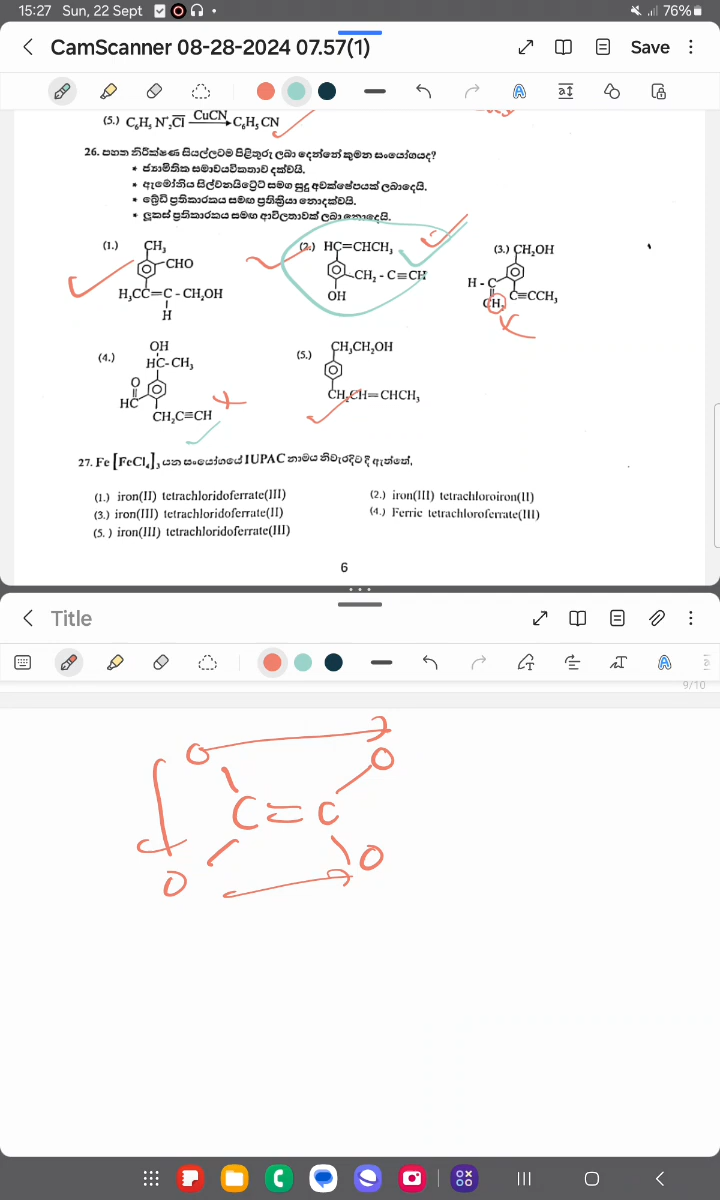 15:27 Sun, 22 Sept 76%
CamScanner 08-28-2024 07.57(1) Save
(5.) C₆H₅ N⁺₂Cl̅ CuCN C₆H₅ CN
26. පහත නිරීක්ෂණ සියල්ලටම පිළිතුරු ලබා දෙන්නේ කුමන සංයෝගයද?
* ජ්‍යාමිතික සමාවයවිකතාව දක්වයි.
* ඇමෝනිය සිල්වනයිට්‍රේට් සමග සුදු අවක්ෂේපයක් ලබාදෙයි.
* බ්‍රේඩි ප්‍රතිකාරකය සමඟ ප්‍රතික්‍රියා නොදක්වයි.
* ලූකස් ප්‍රතිකාරකය සමඟ ආවිලතාවක් ලබා නොදෙයි.
(1.) CH₃
CHO
H₃CC=C - CH₂OH
H
(2.) HC=CHCH₃
CH₂ - C≡CH
OH
(3.) CH₂OH
H - C
CH₂
C≡CCH₃
(4.) OH
HC- CH₃
O
HC
CH₂C≡CH
(5.) CH₂CH₂OH
CH₂CH=CHCH₃
27. Fe[FeCl₄]₃ යන සංයෝගයේ IUPAC නාමය නිවැරදිව දී ඇත්තේ,
(1.) iron(II) tetrachloridoferrate(III)
(2.) iron(III) tetrachloroiron(II)
(3.) iron(III) tetrachloridoferrate(II)
(4.) Ferric tetrachloroferrate(III)
(5. ) iron(III) tetrachloridoferrate(III)
6
Title
9/10
O O
C=C
O O